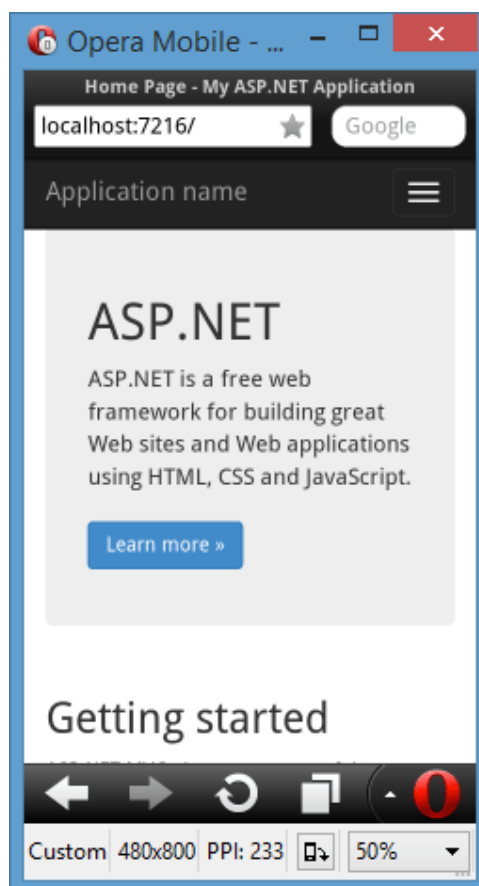 Opera Mobile - ...
Home Page - My ASP.NET Application
localhost:7216/ Google
Application name
ASP.NET
ASP.NET is a free web
framework for building great
Web sites and Web applications
using HTML, CSS and JavaScript.
Learn more »
Getting started
Custom 480x800 PPI: 233 50%